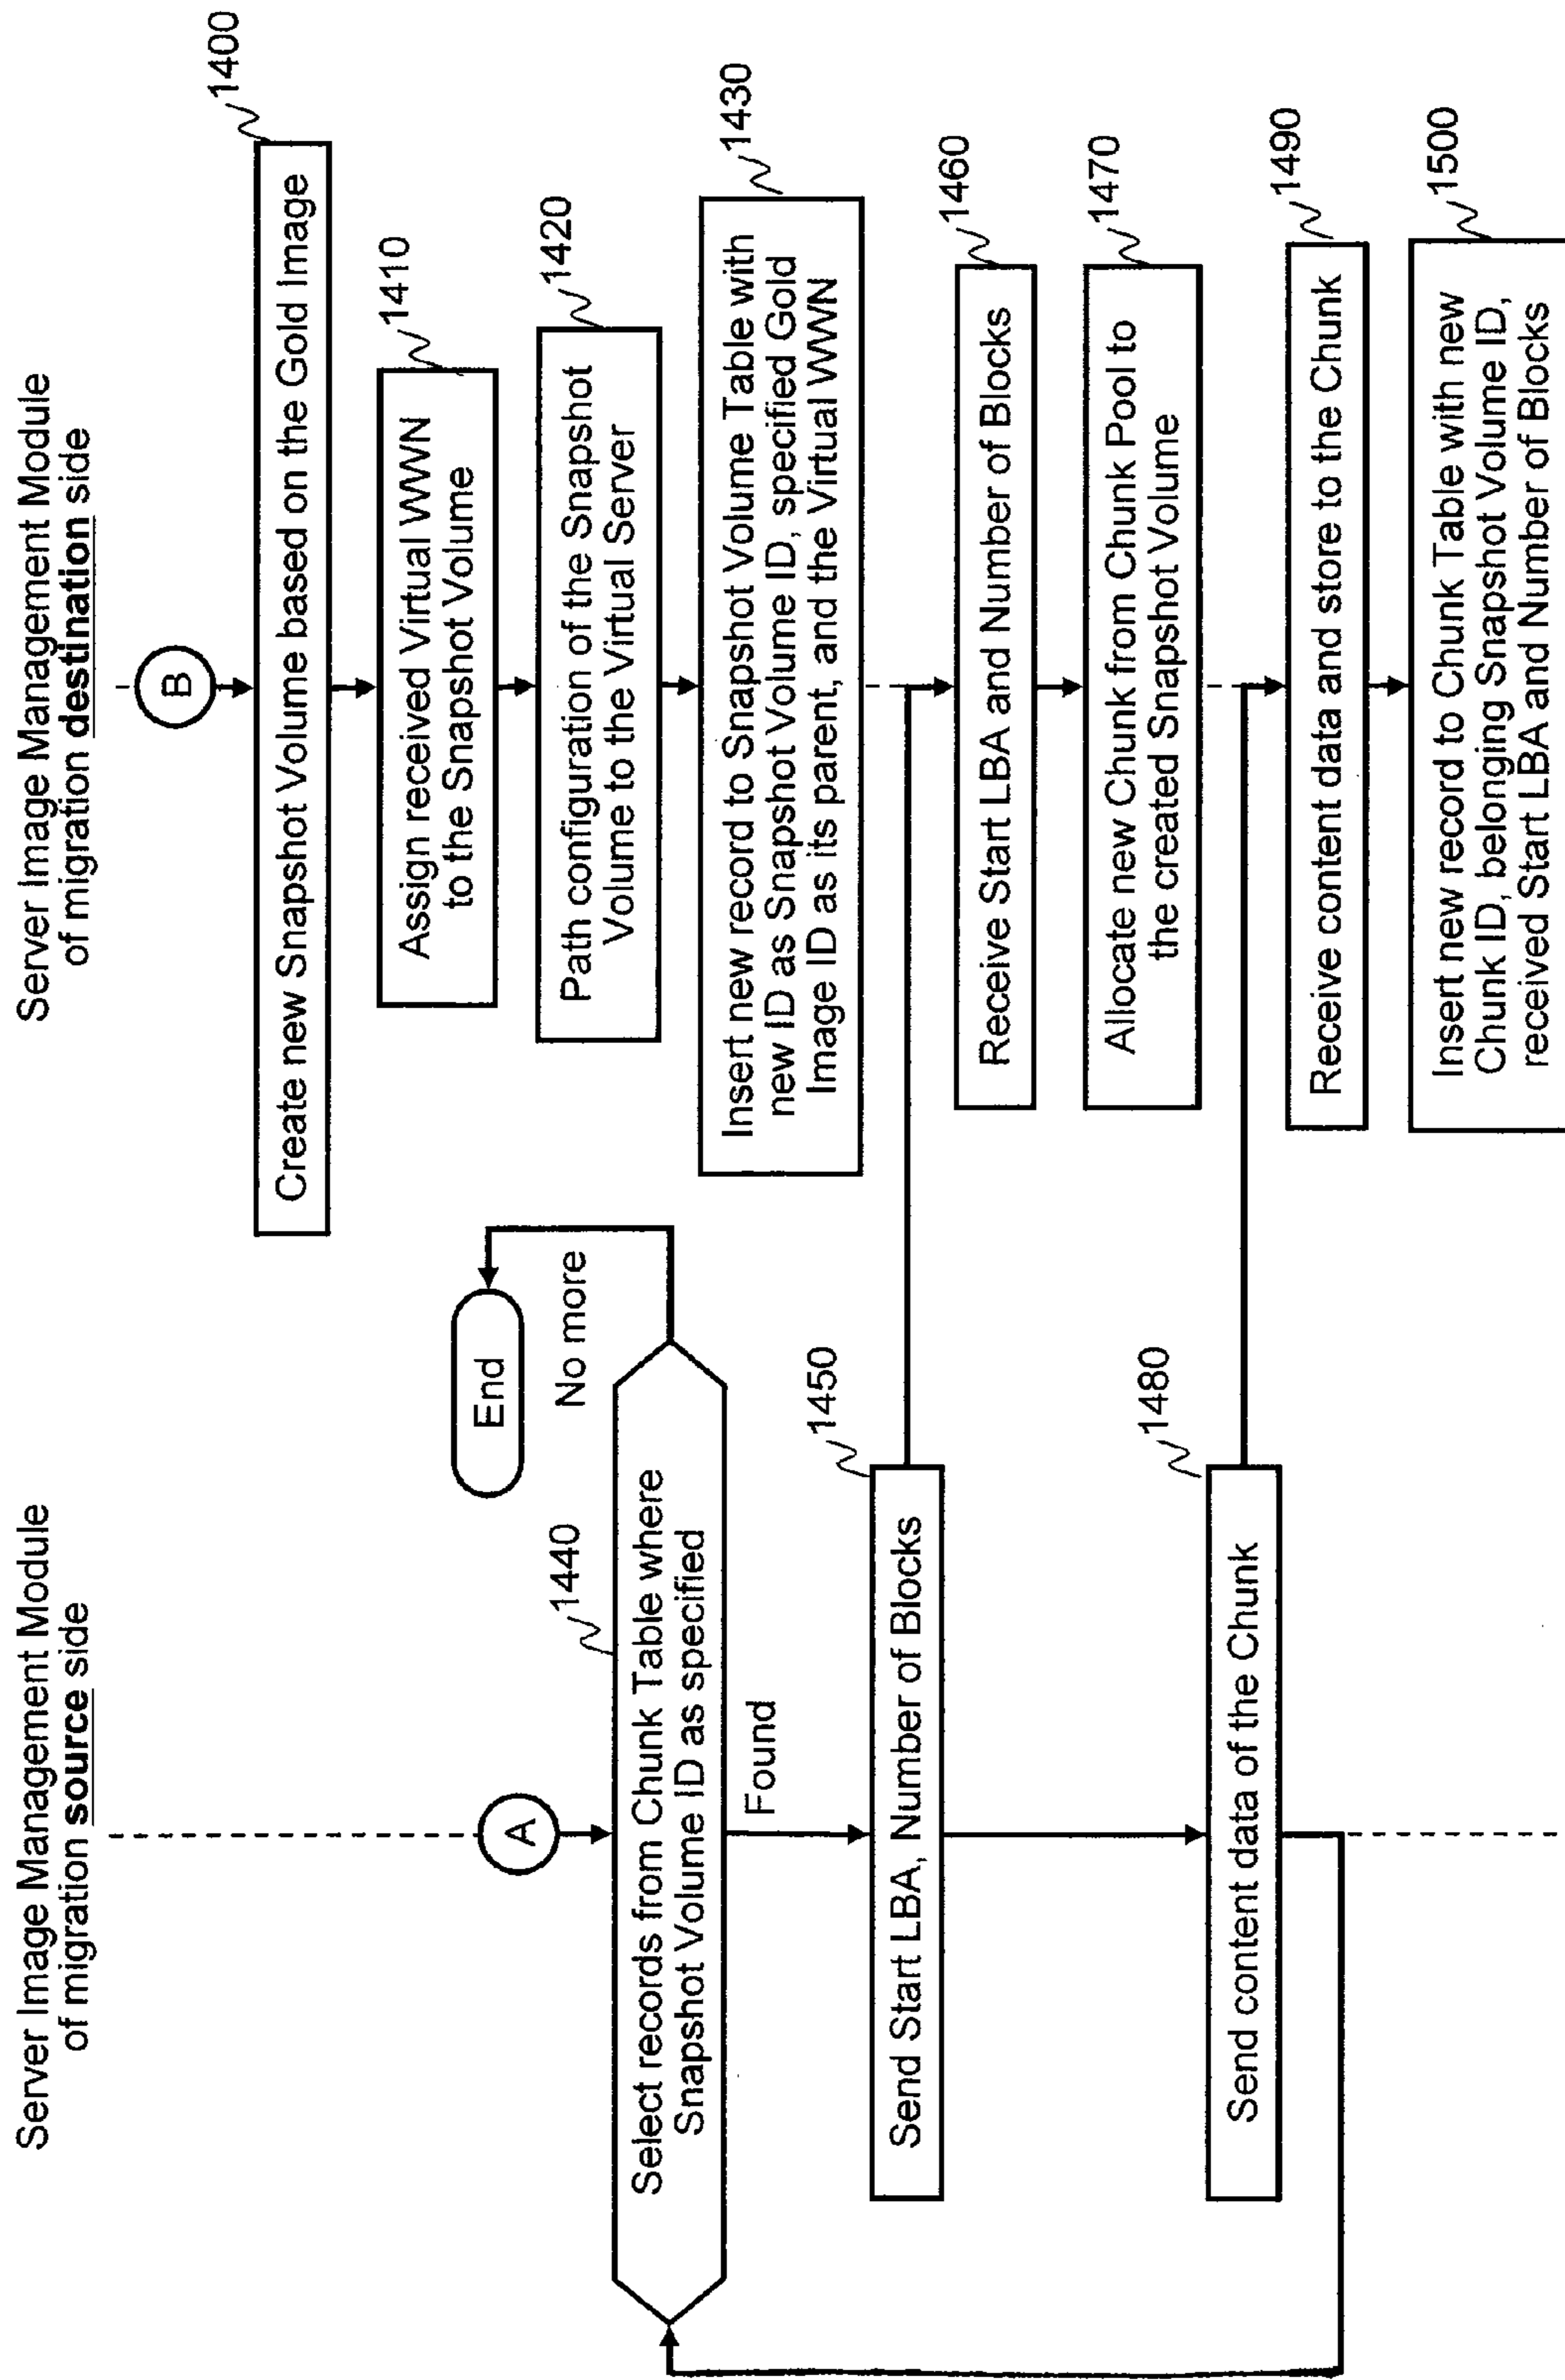 Server Image Management Module
of migration source side
A
1440
Select records from Chunk Table where
Snapshot Volume ID as specified
No more
End
Found
1450
Send Start LBA, Number of Blocks
1480
Send content data of the Chunk
Server Image Management Module
of migration destination side
B
1400
Create new Snapshot Volume based on the Gold Image
1410
Assign received Virtual WWN
to the Snapshot Volume
1420
Path configuration of the Snapshot
Volume to the Virtual Server
1430
Insert new record to Snapshot Volume Table with
new ID as Snapshot Volume ID, specified Gold
Image ID as its parent, and the Virtual WWN
1460
Receive Start LBA and Number of Blocks
1470
Allocate new Chunk from Chunk Pool to
the created Snapshot Volume
1490
Receive content data and store to the Chunk
1500
Insert new record to Chunk Table with new
Chunk ID, belonging Snapshot Volume ID,
received Start LBA and Number of Blocks